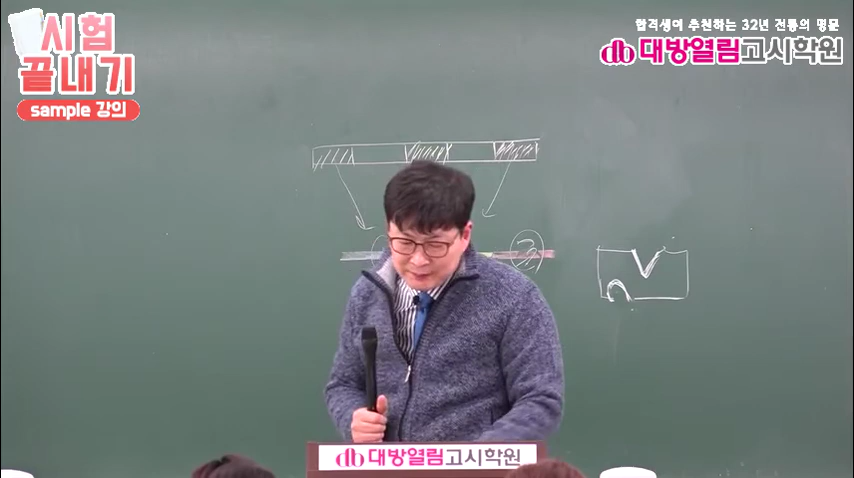 시험
끝내기
sample 강의
합격생이 추천하는 32년 전통의 명문
db 대방열림고시학원
3
db 대방열림고시학원